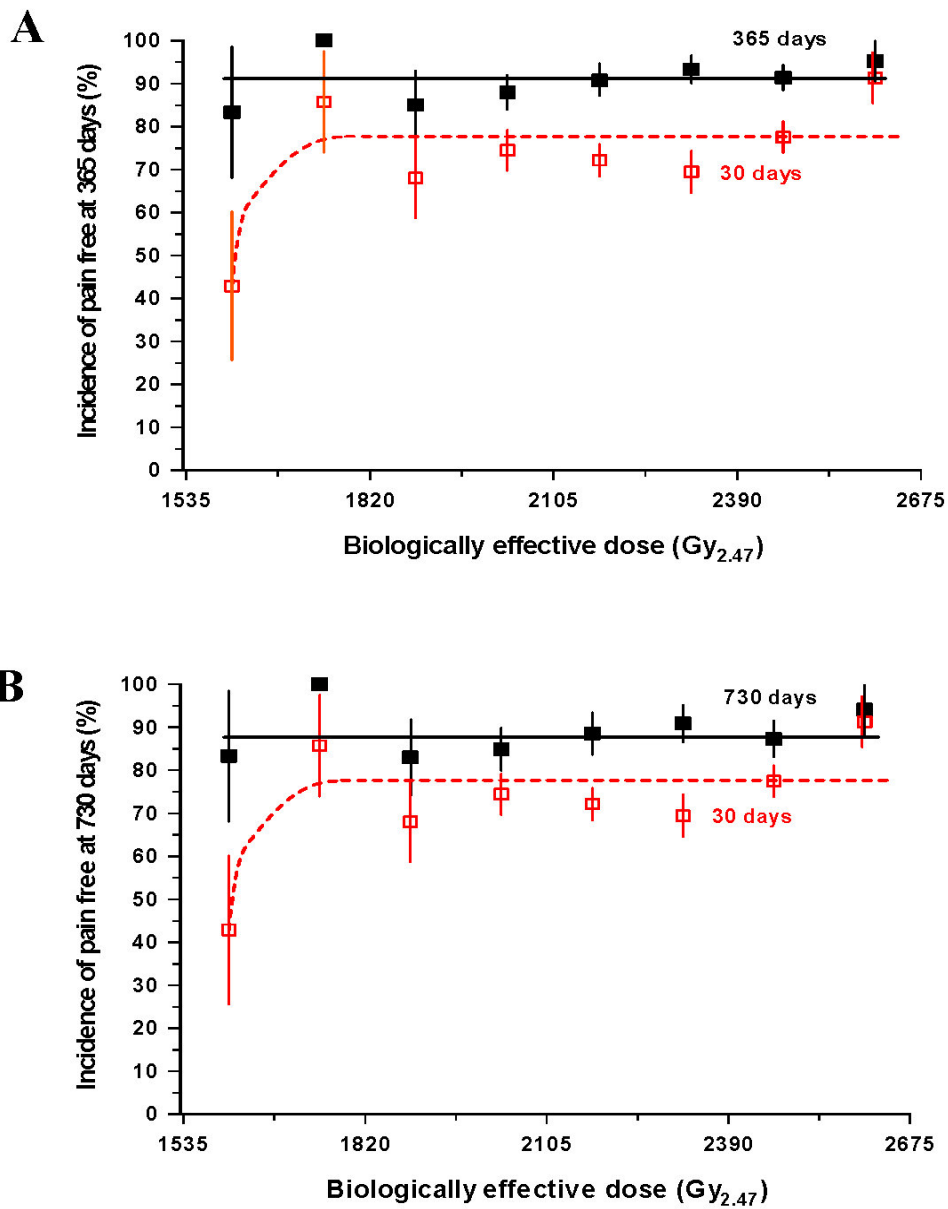 A
Incidence of pain free at 365 days (%)
100
90
80
70
60
50
40
30
20
10
0
365 days
30 days
1535 1820 2105 2390 2675
Biologically effective dose (Gy2.47)
B
Incidence of pain free at 730 days (%)
100
90
80
70
60
50
40
30
20
10
0
730 days
30 days
1535 1820 2105 2390 2675
Biologically effective dose (Gy2.47)